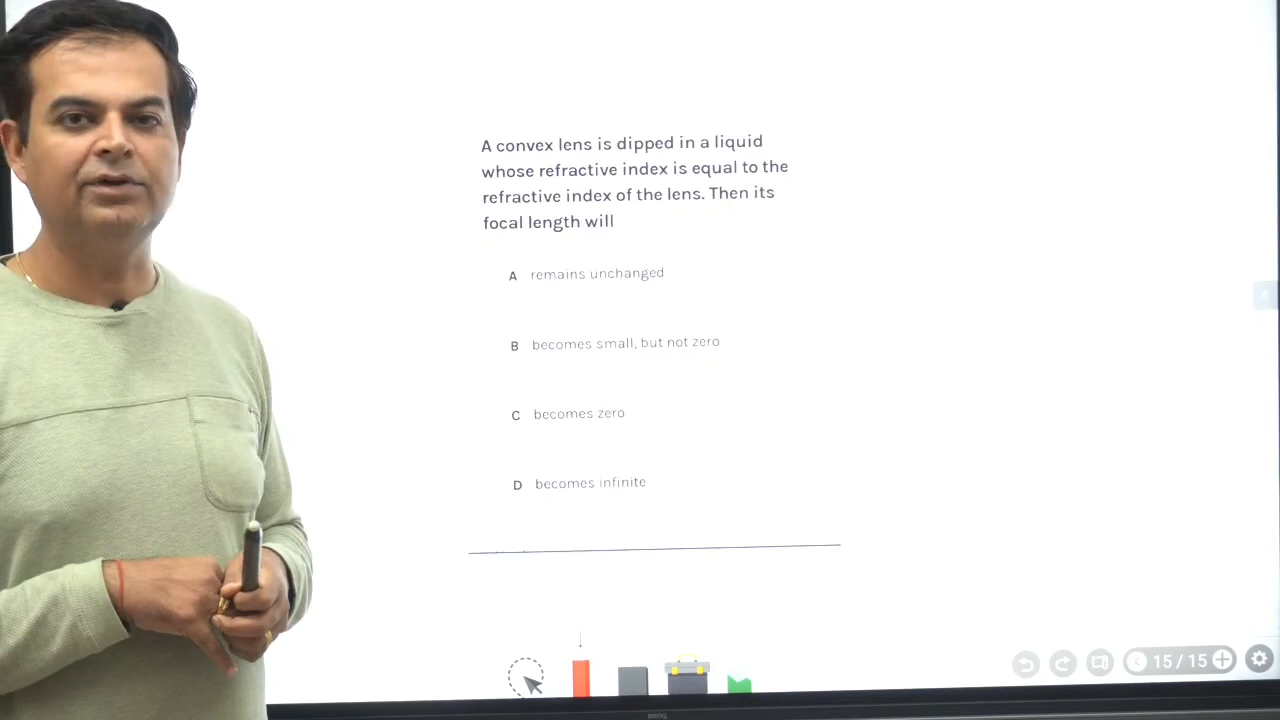 A convex lens is dipped in a liquid
whose refractive index is equal to the
refractive index of the lens. Then its
focal length will
A remains unchanged
B becomes small, but not zero
C becomes zero
D becomes infinite
15 / 15
BenQ